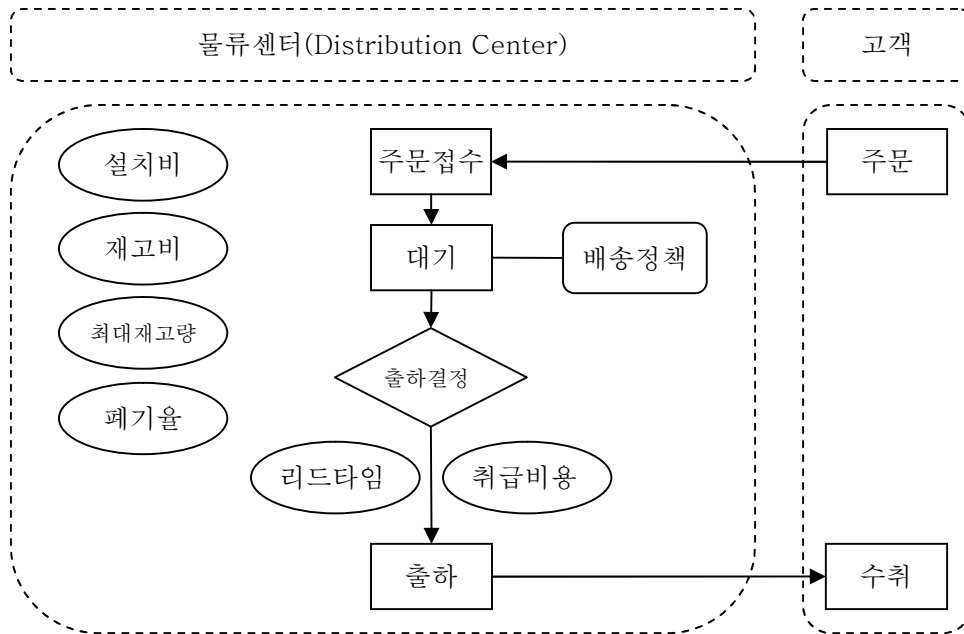 물류센터(Distribution Center)
고객
설치비
주문접수
주문
재고비
대기
배송정책
최대재고량
출하결정
폐기율
리드타임
취급비용
출하
수취